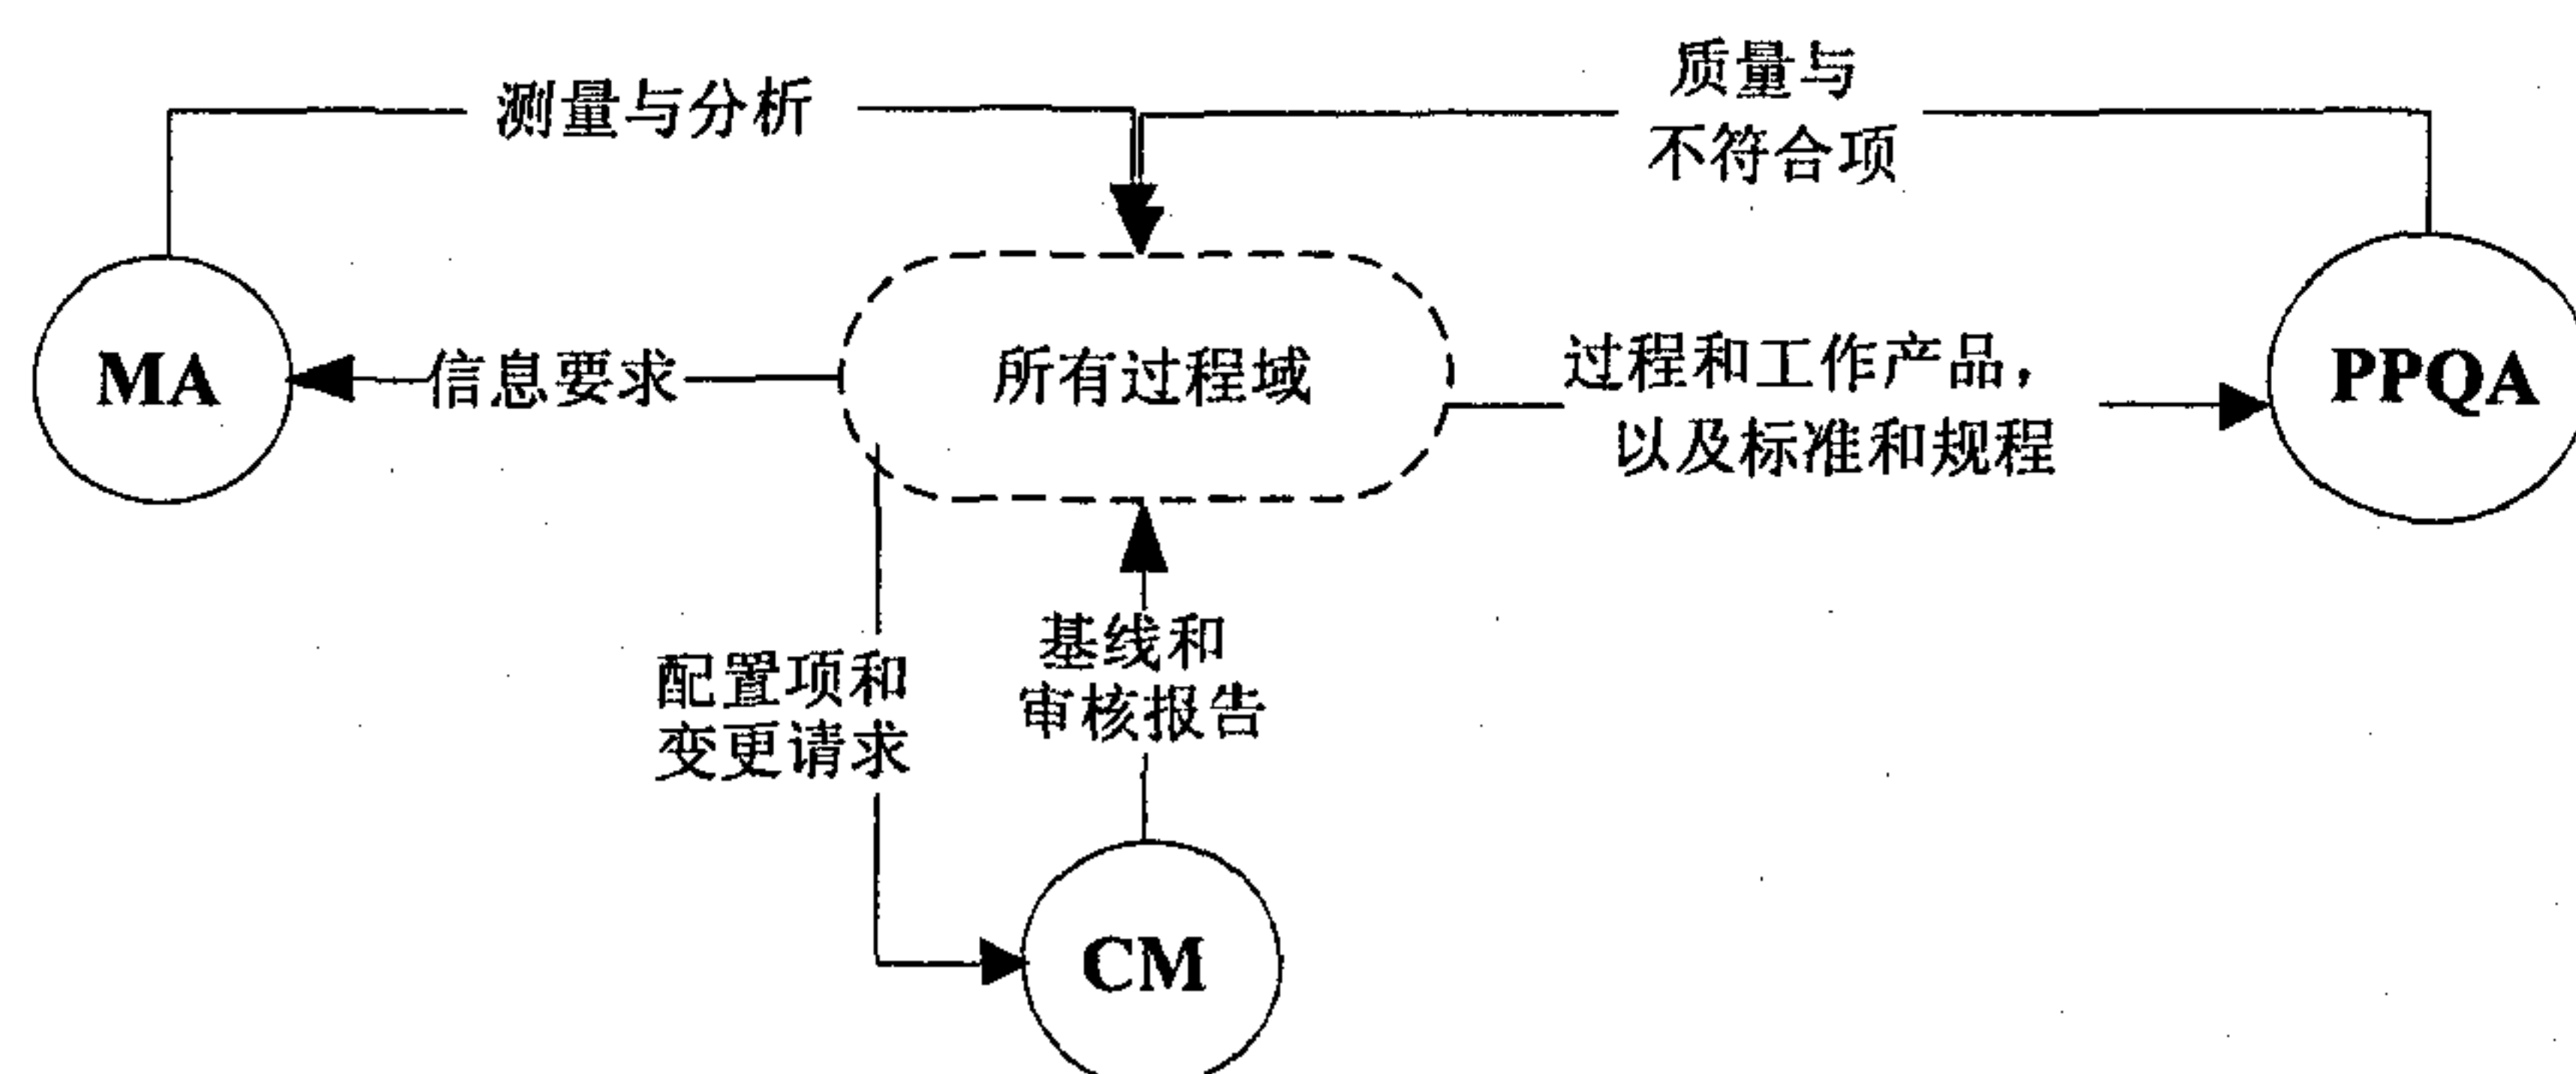 测量与分析
质量与
不符合项
MA
信息要求
所有过程域
过程和工作产品，
以及标准和规程
PPQA
配置项和
变更请求
基线和
审核报告
CM